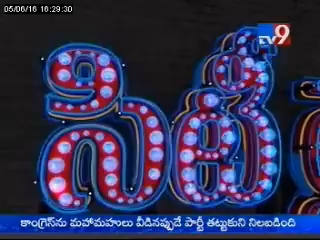 05/06/16 16:29:30
TV9
సిటీ
కాంగ్రెస్‌ను మహామహులు వీడినప్పుడే పార్టీ తట్టుకుని నిలబడింది